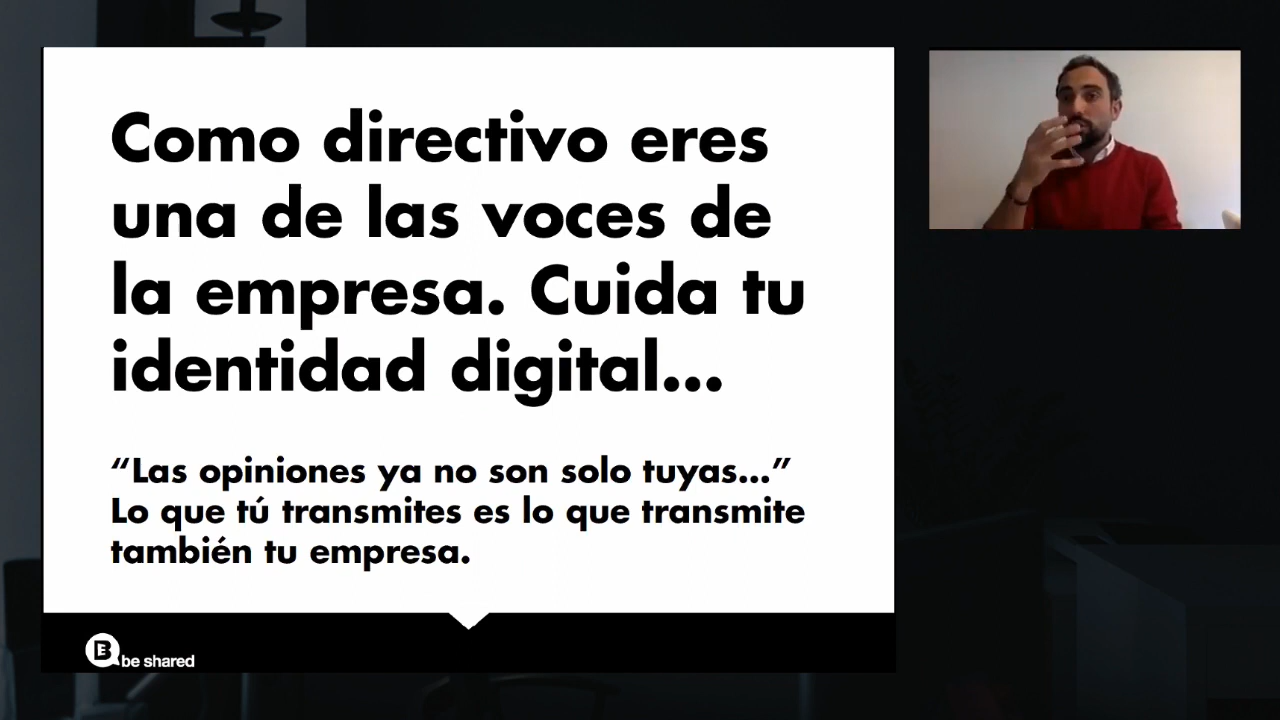 Como directivo eres
una de las voces de
la empresa. Cuida tu
identidad digital...
“Las opiniones ya no son solo tuyas...”
Lo que tú transmites es lo que transmite
también tu empresa.
B be shared